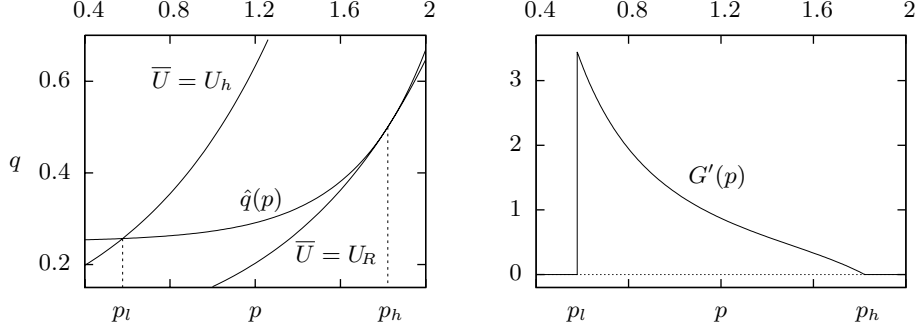 0.4 0.8 1.2 1.6 2
0.4 0.8 1.2 1.6 2
0.6
0.4
0.2
q
U̅ = U_h
q̂(p)
U̅ = U_R
p_l p p_h
3
2
1
0
G′(p)
p_l p p_h